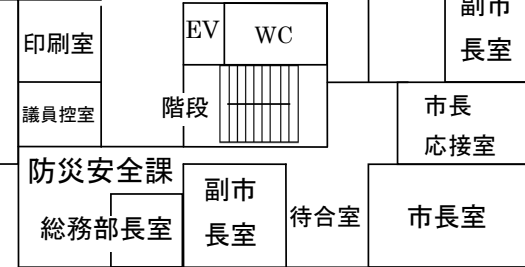 副市
長室
印刷室
EV
WC
議員控室
階段
市長
応接室
防災安全課
総務部長室
副市
長室
待合室
市長室